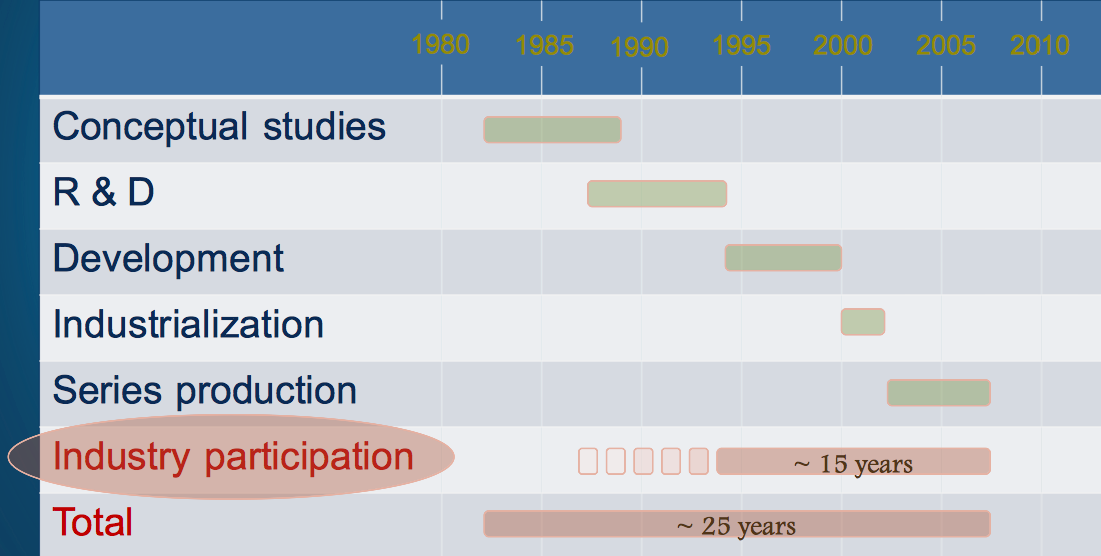 1980 1985 1990 1995 2000 2005 2010
Conceptual studies
R & D
Development
Industrialization
Series production
Industry participation ~ 15 years
Total ~ 25 years